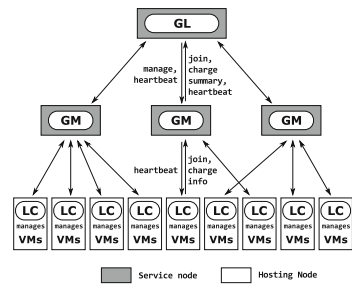 GL
manage,
heartbeat
join,
charge
summary,
heartbeat
GM GM GM
heartbeat
join,
charge
info
LC LC LC LC LC LC LC LC LC
manages manages manages manages manages manages manages manages manages
VMs VMs VMs VMs VMs VMs VMs VMs VMs
Service node Hosting Node